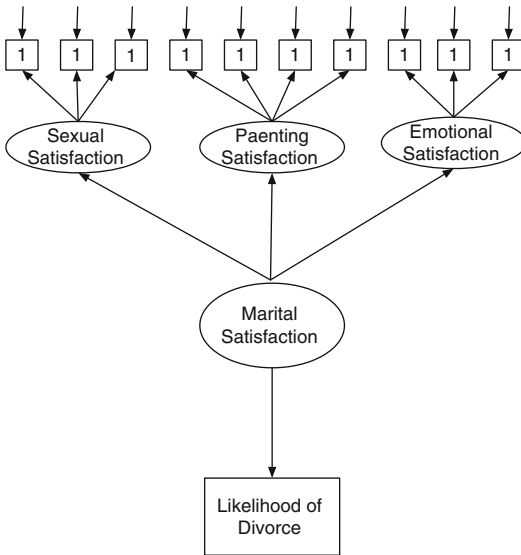 1 1 1 1 1 1 1 1 1 1
Sexual
Satisfaction
Paenting
Satisfaction
Emotional
Satisfaction
Marital
Satisfaction
Likelihood of
Divorce